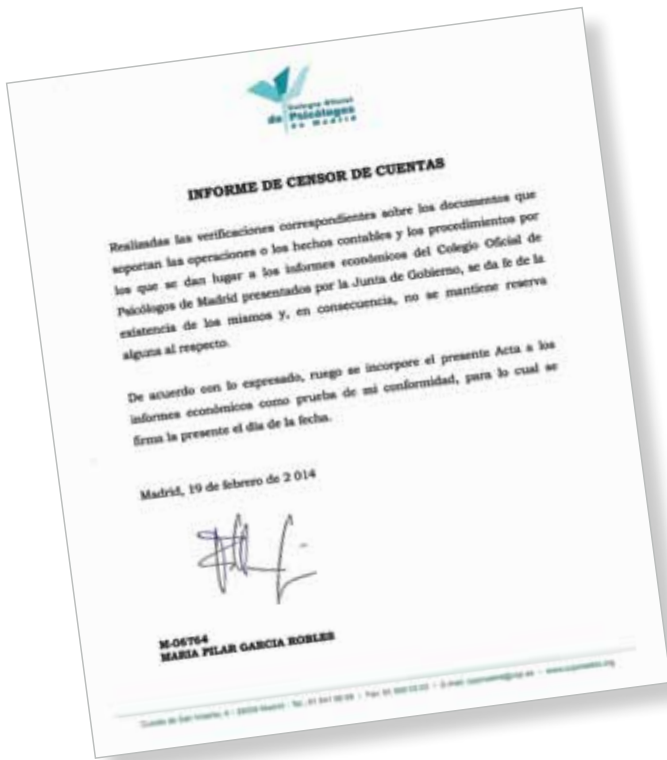 Colegio Oficial
de Psicólogos
de Madrid
INFORME DE CENSOR DE CUENTAS
Realizadas las verificaciones correspondientes sobre los documentos que
soportan las operaciones o los hechos contables y los procedimientos por
los que se dan lugar a los informes económicos del Colegio Oficial de
Psicólogos de Madrid presentados por la Junta de Gobierno, se da fe de la
existencia de los mismos y, en consecuencia, no se mantiene reserva
alguna al respecto.
De acuerdo con lo expresado, ruego se incorpore el presente Acta a los
informes económicos como prueba de mi conformidad, para lo cual se
firma la presente el día de la fecha.
Madrid, 19 de febrero de 2 014
M-06764
MARIA PILAR GARCIA ROBLES